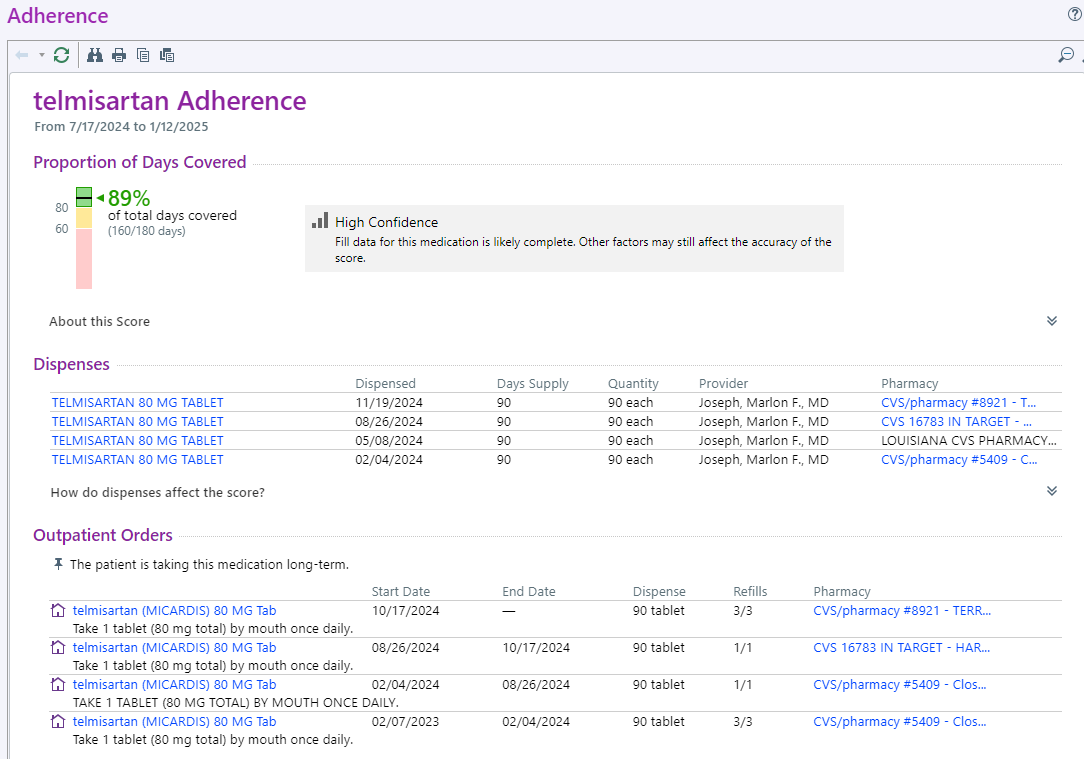 Adherence
telmisartan Adherence
From 7/17/2024 to 1/12/2025
Proportion of Days Covered
89%
80
of total days covered
60
(160/180 days)
High Confidence
Fill data for this medication is likely complete. Other factors may still affect the accuracy of the
score.
About this Score
Dispenses
Dispensed Days Supply Quantity Provider Pharmacy
TELMISARTAN 80 MG TABLET 11/19/2024 90 90 each Joseph, Marlon F., MD CVS/pharmacy #8921 - T...
TELMISARTAN 80 MG TABLET 08/26/2024 90 90 each Joseph, Marlon F., MD CVS 16783 IN TARGET - ...
TELMISARTAN 80 MG TABLET 05/08/2024 90 90 each Joseph, Marlon F., MD LOUISIANA CVS PHARMACY...
TELMISARTAN 80 MG TABLET 02/04/2024 90 90 each Joseph, Marlon F., MD CVS/pharmacy #5409 - C...
How do dispenses affect the score?
Outpatient Orders
The patient is taking this medication long-term.
Start Date End Date Dispense Refills Pharmacy
telmisartan (MICARDIS) 80 MG Tab 10/17/2024 — 90 tablet 3/3 CVS/pharmacy #8921 - TERR...
Take 1 tablet (80 mg total) by mouth once daily.
telmisartan (MICARDIS) 80 MG Tab 08/26/2024 10/17/2024 90 tablet 1/1 CVS 16783 IN TARGET - HAR...
Take 1 tablet (80 mg total) by mouth once daily.
telmisartan (MICARDIS) 80 MG Tab 02/04/2024 08/26/2024 90 tablet 1/1 CVS/pharmacy #5409 - Clos...
TAKE 1 TABLET (80 MG TOTAL) BY MOUTH ONCE DAILY.
telmisartan (MICARDIS) 80 MG Tab 02/07/2023 02/04/2024 90 tablet 3/3 CVS/pharmacy #5409 - Clos...
Take 1 tablet (80 mg total) by mouth once daily.